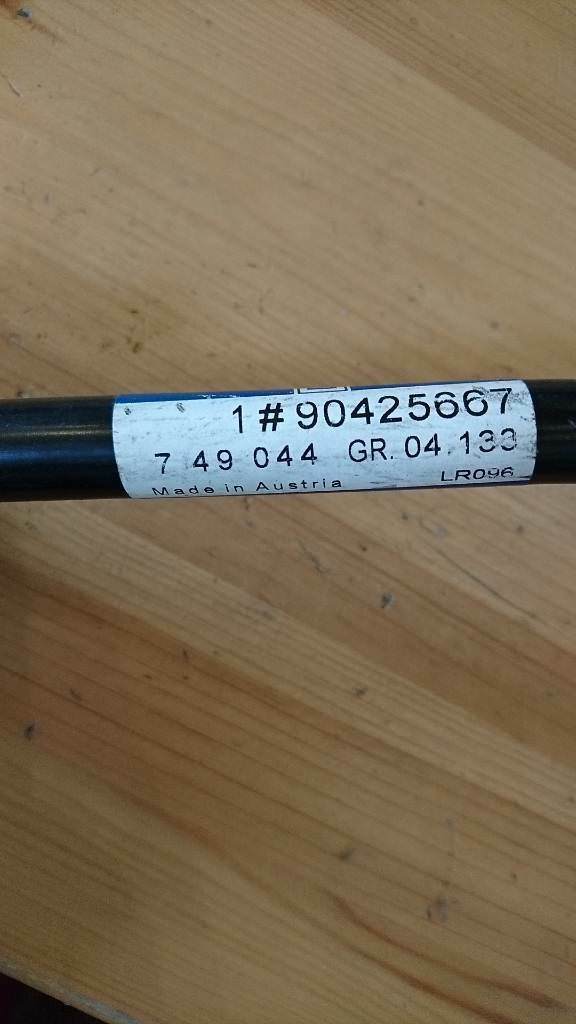 1#90425667
7 49 044 GR. 04.133
Made in Austria LR096